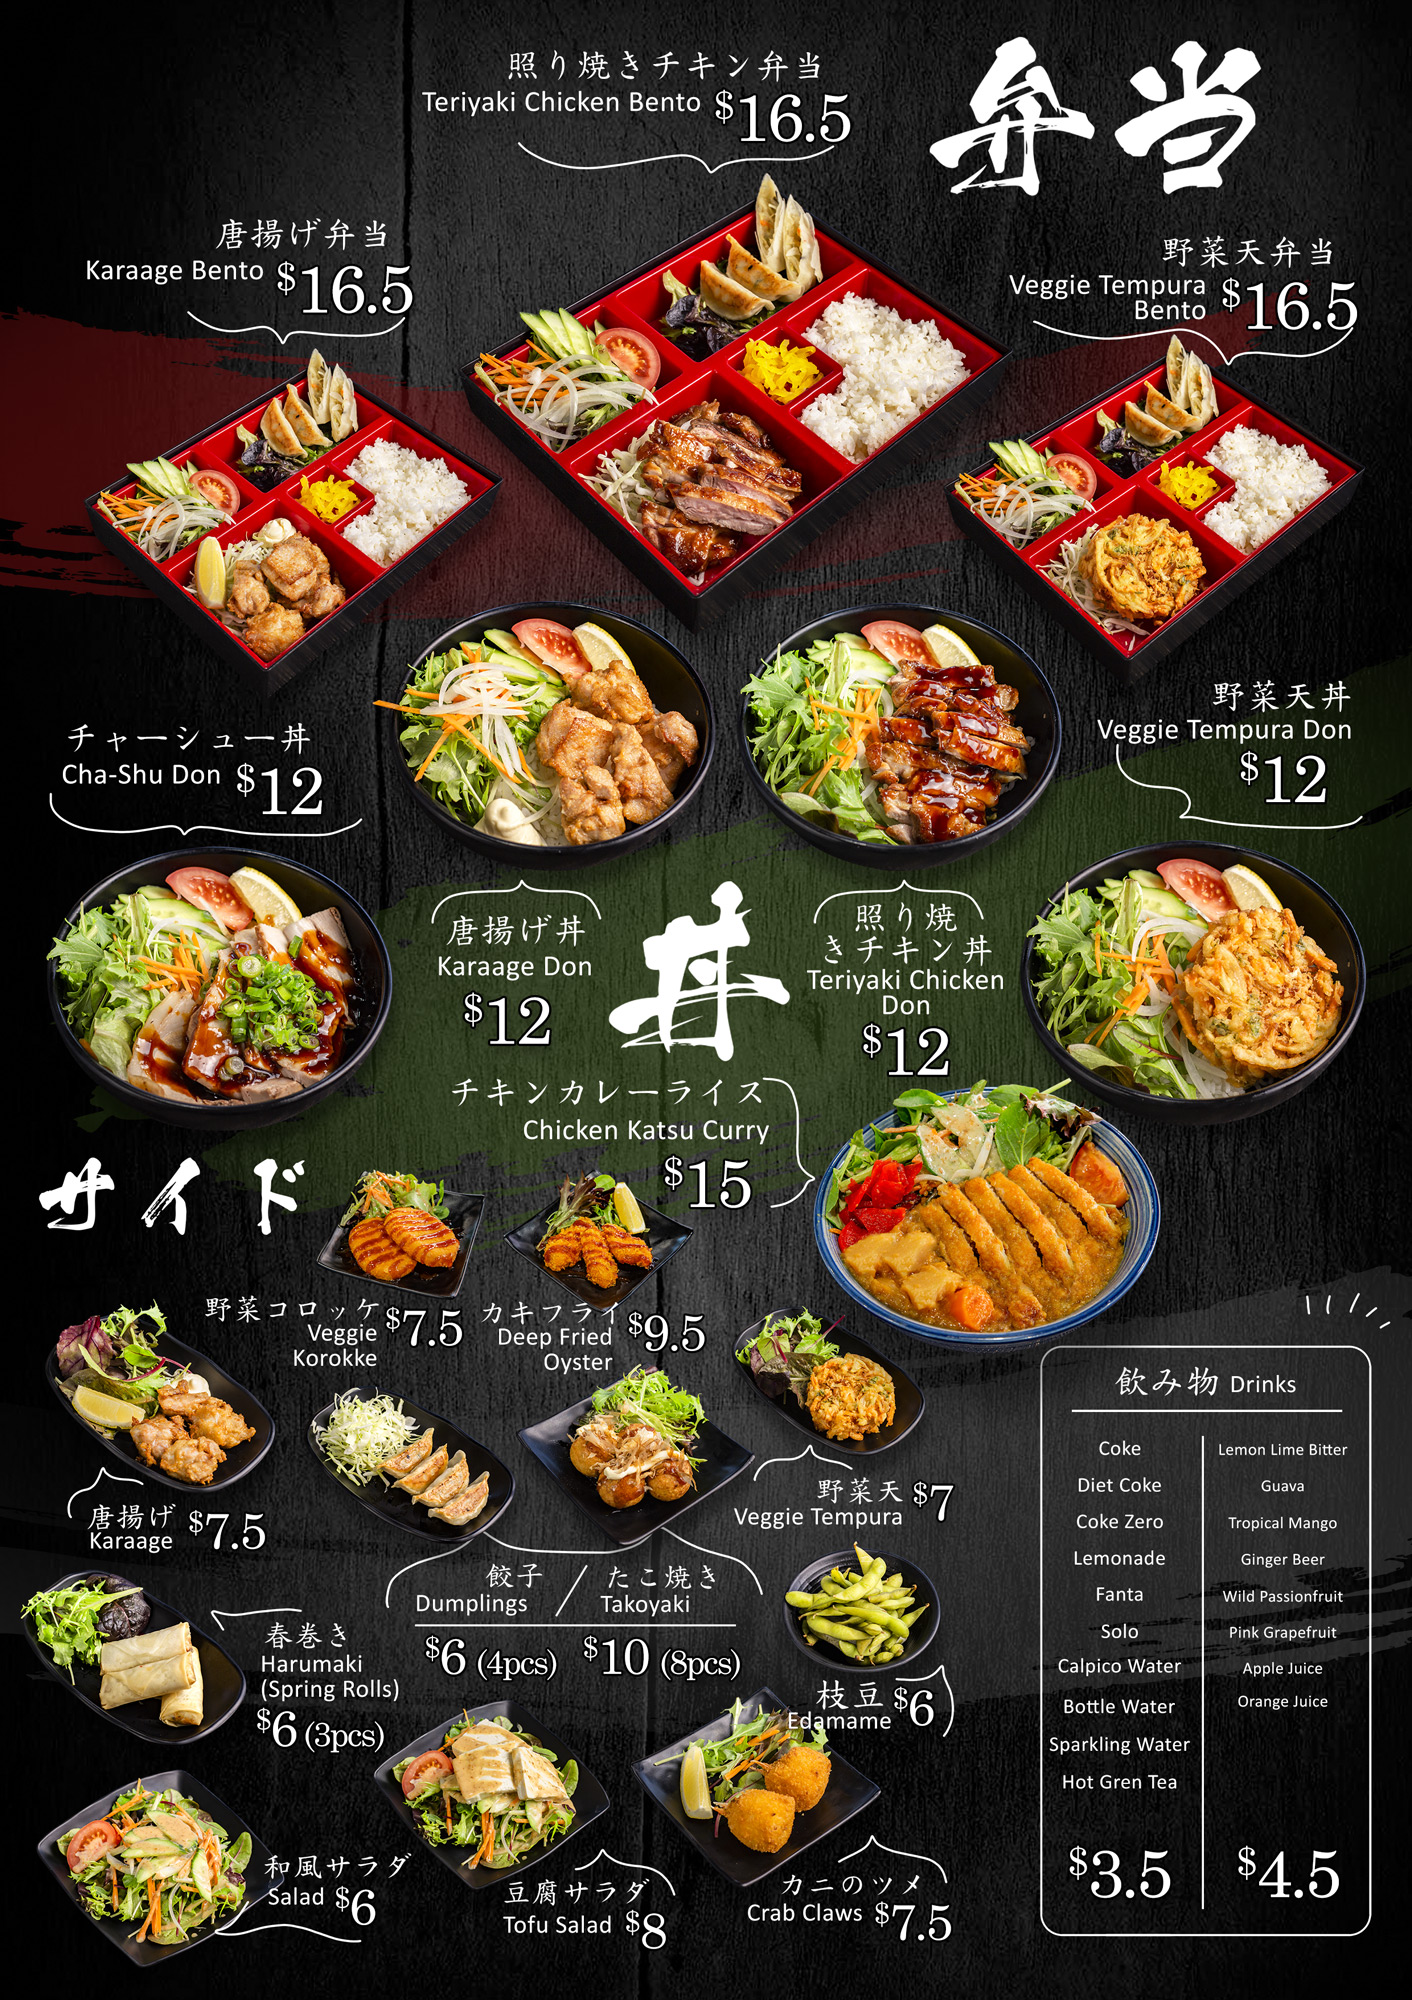 照り焼きチキン弁当
Teriyaki Chicken Bento $16.5
弁当
唐揚げ弁当
Karaage Bento $16.5
野菜天弁当
Veggie Tempura
Bento $16.5
チャーシュー丼
Cha-Shu Don $12
野菜天丼
Veggie Tempura Don
$12
唐揚げ丼
Karaage Don
$12
丼
照り焼
きチキン丼
Teriyaki Chicken
Don
$12
チキンカレーライス
Chicken Katsu Curry
$15
サイド
野菜コロッケ
Veggie
Korokke
$7.5
カキフライ
Deep Fried
Oyster
$9.5
唐揚げ
Karaage
$7.5
餃子
Dumplings
$6 (4pcs)
たこ焼き
Takoyaki
$10 (8pcs)
野菜天
Veggie Tempura
$7
春巻き
Harumaki
(Spring Rolls)
$6 (3pcs)
枝豆
Edamame
$6
和風サラダ
Salad $6
豆腐サラダ
Tofu Salad $8
カニのツメ
Crab Claws $7.5
飲み物 Drinks
Coke
Diet Coke
Coke Zero
Lemonade
Fanta
Solo
Calpico Water
Bottle Water
Sparkling Water
Hot Gren Tea
$3.5
Lemon Lime Bitter
Guava
Tropical Mango
Ginger Beer
Wild Passionfruit
Pink Grapefruit
Apple Juice
Orange Juice
$4.5